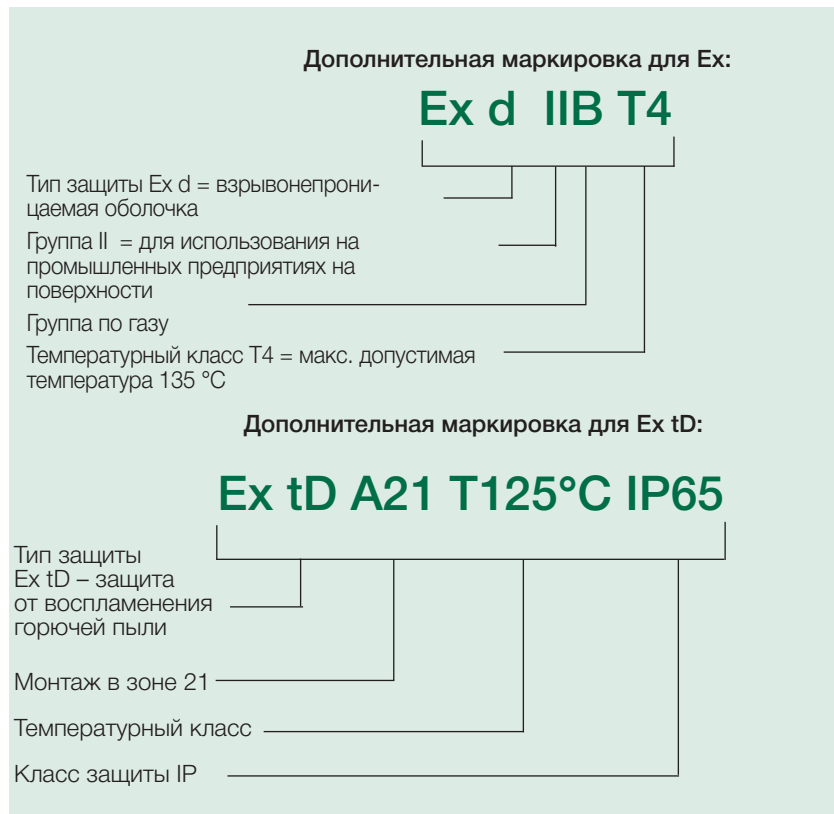 Дополнительная маркировка для Ex:
Ex d IIB T4
Тип защиты Ex d = взрывонепрони-
цаемая оболочка
Группа II = для использования на
промышленных предприятиях на
поверхности
Группа по газу
Температурный класс T4 = макс. допустимая
температура 135 °C
Дополнительная маркировка для Ex tD:
Ex tD A21 T125°C IP65
Тип защиты
Ex tD – защита
от воспламенения
горючей пыли
Монтаж в зоне 21
Температурный класс
Класс защиты IP